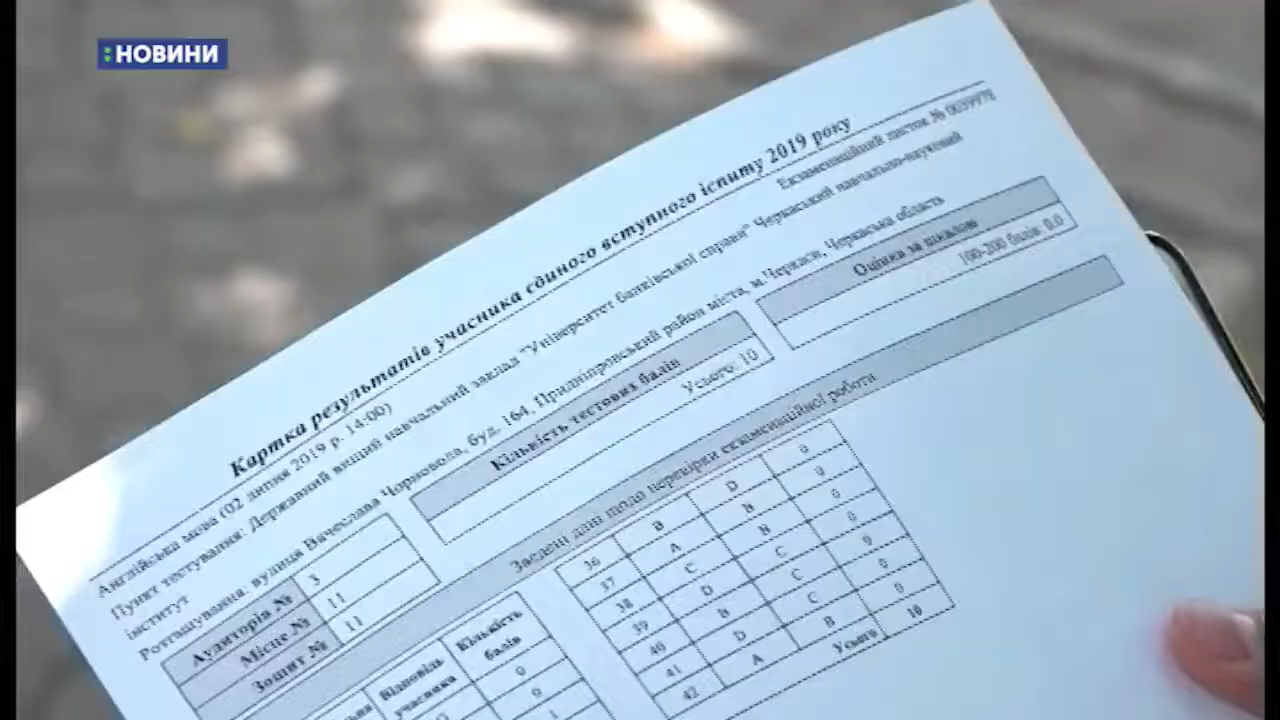 :НОВИНИ
Картка результатів учасника єдиного вступного іспиту 2019 року
Екзаменаційний листок №
Англійська мова (02 липня 2019 р. 14:00)
Пункт тестування: Державний вищий навчальний заклад "Університет банківської справи" Черкаський навчально-науковий
інститут
Розташування: вулиця Вячеслава Чорновола, буд. 164, Придніпровський район міста, м. Черкаси, Черкаська область
Аудиторія № 3
Місце № 11
Зошит № 11
Кількість тестових балів
Усього: 10
Оцінка за шкалою
100-200 балів: 0.0
Зведені дані щодо перевірки екзаменаційної роботи
Відповідь учасника
Кількість балів
0
0
1
36 B D 0
37 A N 0
38 C N 0
39 D C 0
40 N C 0
41 D C 0
42 A B 0
Усього 10